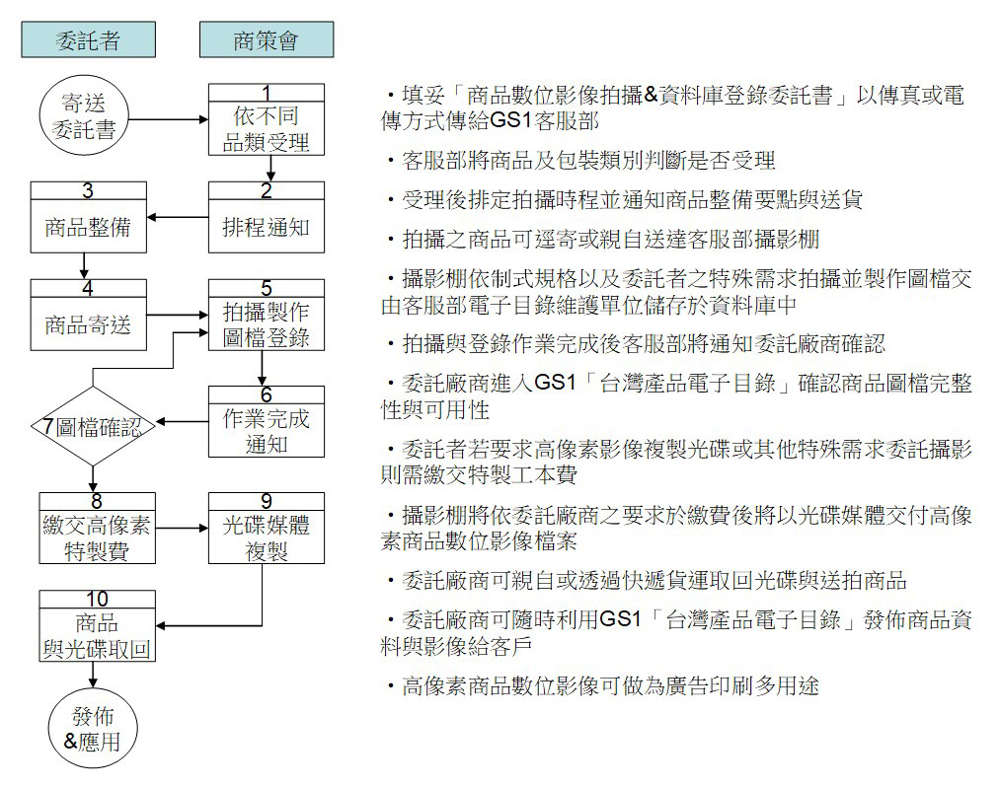 委託者
商策會
寄送
委託書
1
依不同
品類受理
3
商品整備
2
排程通知
4
商品寄送
5
拍攝製作
圖檔登錄
7圖檔確認
6
作業完成
通知
8
繳交高像素
特製費
9
光碟媒體
複製
10
商品
與光碟取回
發佈
&應用
・填妥「商品數位影像拍攝&資料庫登錄委託書」以傳真或電
傳方式傳給GS1客服部
・客服部將商品及包裝類別判斷是否受理
・受理後排定拍攝時程並通知商品整備要點與送貨
・拍攝之商品可逕寄或親自送達客服部攝影棚
・攝影棚依制式規格以及委託者之特殊需求拍攝並製作圖檔交
由客服部電子目錄維護單位儲存於資料庫中
・拍攝與登錄作業完成後客服部將通知委託廠商確認
・委託廠商進入GS1「台灣產品電子目錄」確認商品圖檔完整
性與可用性
・委託者若要求高像素影像複製光碟或其他特殊需求委託攝影
則需繳交特製工本費
・攝影棚將依委託廠商之要求於繳費後將以光碟媒體交付高像
素商品數位影像檔案
・委託廠商可親自或透過快遞貨運取回光碟與送拍商品
・委託廠商可隨時利用GS1「台灣產品電子目錄」發佈商品資
料與影像給客戶
・高像素商品數位影像可做為廣告印刷多用途